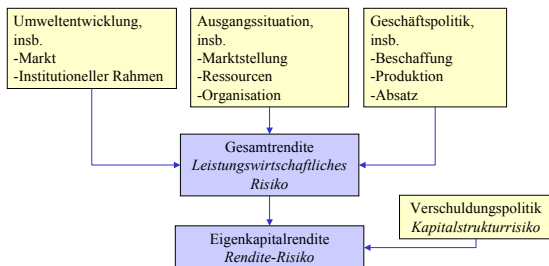 Umweltentwicklung,
insb.
-Markt
-Institutioneller Rahmen
Ausgangssituation,
insb.
-Marktstellung
-Ressourcen
-Organisation
Geschäftspolitik,
insb.
-Beschaffung
-Produktion
-Absatz
Gesamtrendite
Leistungswirtschaftliches
Risiko
Verschuldungspolitik
Kapitalstrukturrisiko
Eigenkapitalrendite
Rendite-Risiko